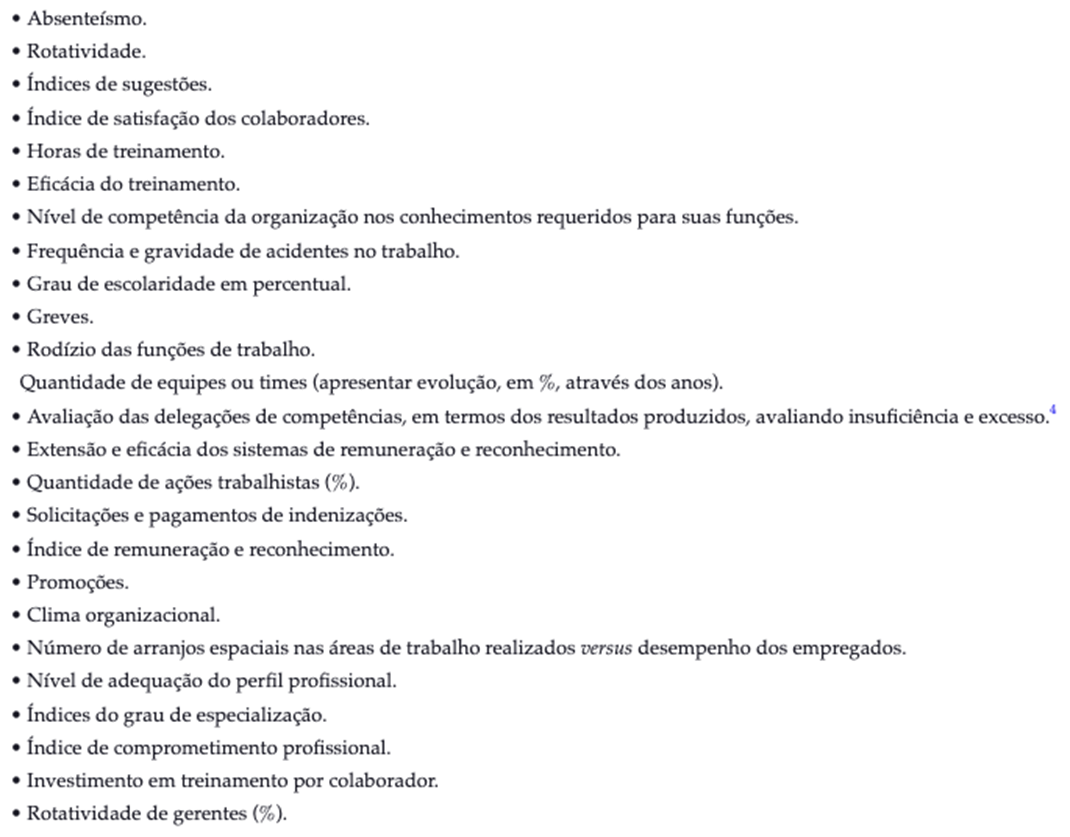 • Absenteísmo.
• Rotatividade.
• Índices de sugestões.
• Índice de satisfação dos colaboradores.
• Horas de treinamento.
• Eficácia do treinamento.
• Nível de competência da organização nos conhecimentos requeridos para suas funções.
• Frequência e gravidade de acidentes no trabalho.
• Grau de escolaridade em percentual.
• Greves.
• Rodízio das funções de trabalho.
Quantidade de equipes ou times (apresentar evolução, em %, através dos anos).
• Avaliação das delegações de competências, em termos dos resultados produzidos, avaliando insuficiência e excesso.4
• Extensão e eficácia dos sistemas de remuneração e reconhecimento.
• Quantidade de ações trabalhistas (%).
• Solicitações e pagamentos de indenizações.
• Índice de remuneração e reconhecimento.
• Promoções.
• Clima organizacional.
• Número de arranjos espaciais nas áreas de trabalho realizados versus desempenho dos empregados.
• Nível de adequação do perfil profissional.
• Índices do grau de especialização.
• Índice de comprometimento profissional.
• Investimento em treinamento por colaborador.
• Rotatividade de gerentes (%).